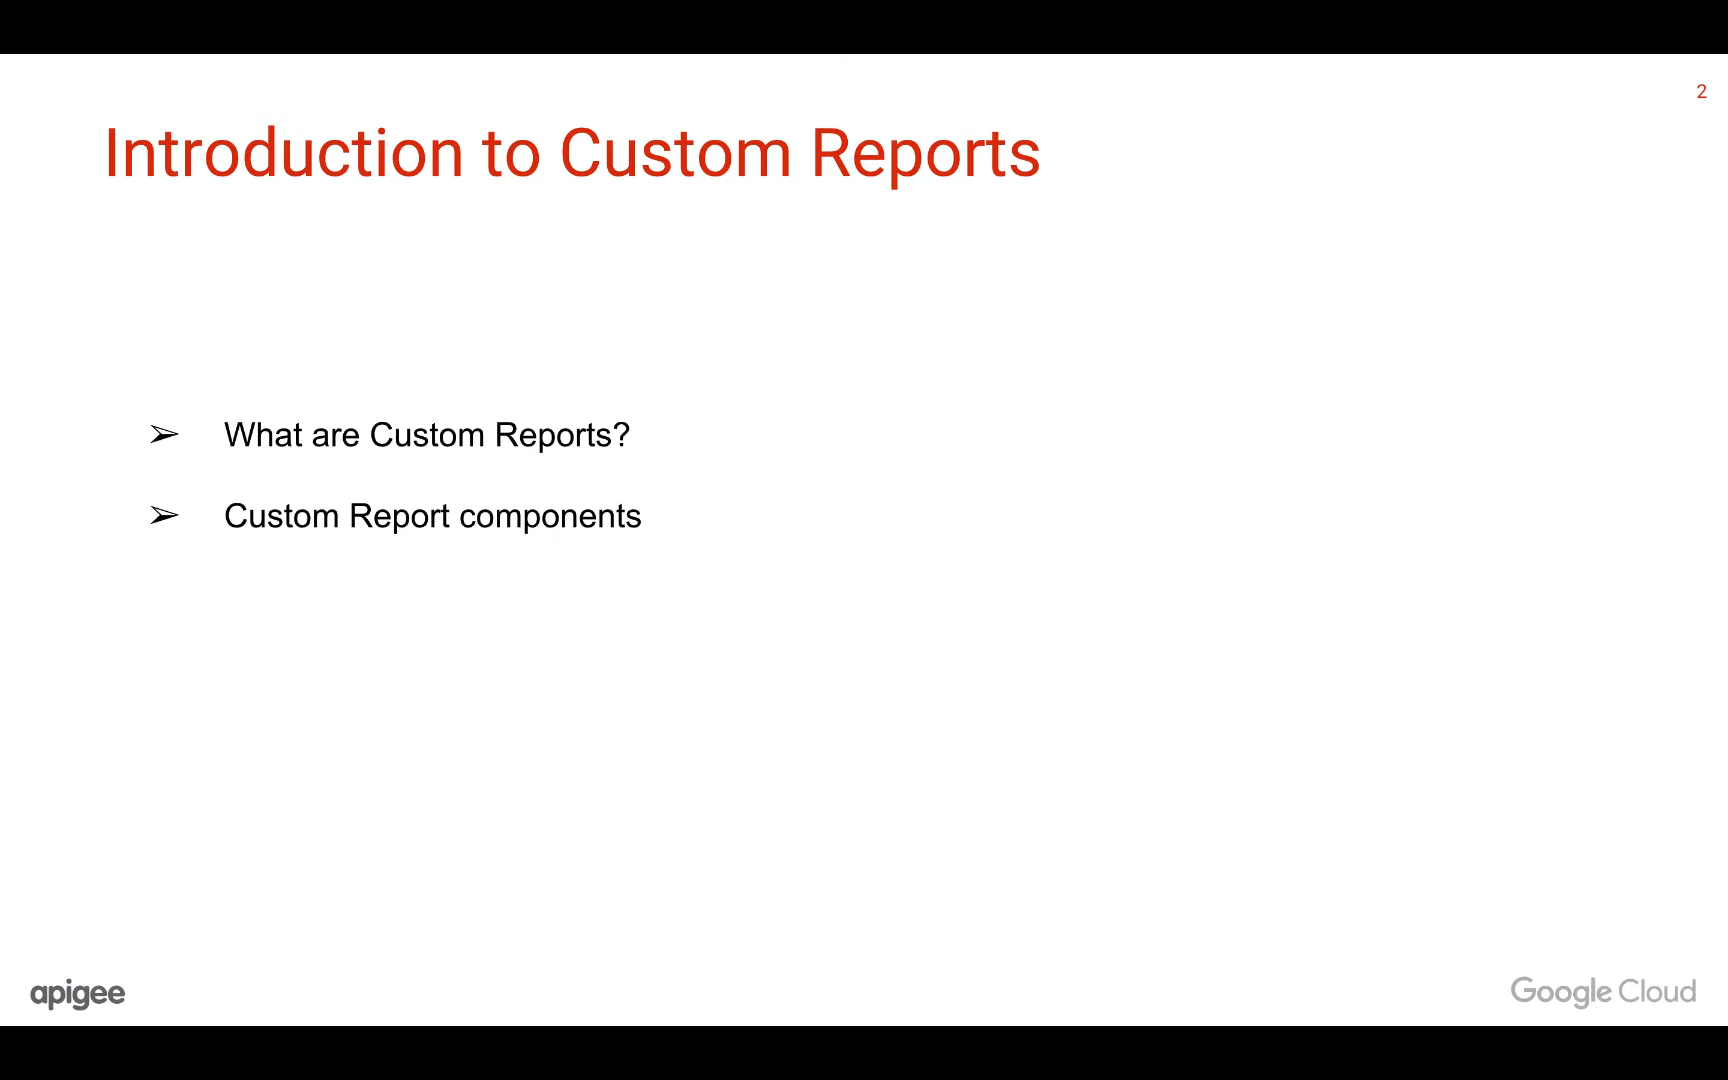 2
Introduction to Custom Reports
➢ What are Custom Reports?
➢ Custom Report components
apigee
Google Cloud